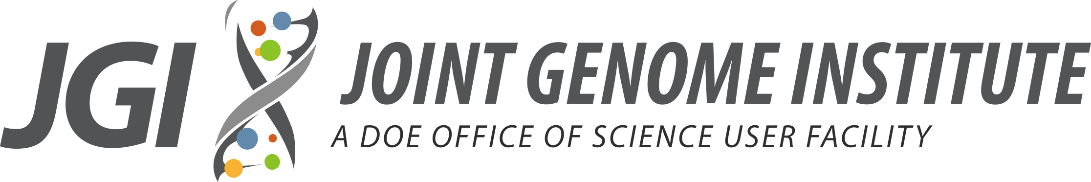 JGI
JOINT GENOME INSTITUTE
A DOE OFFICE OF SCIENCE USER FACILITY